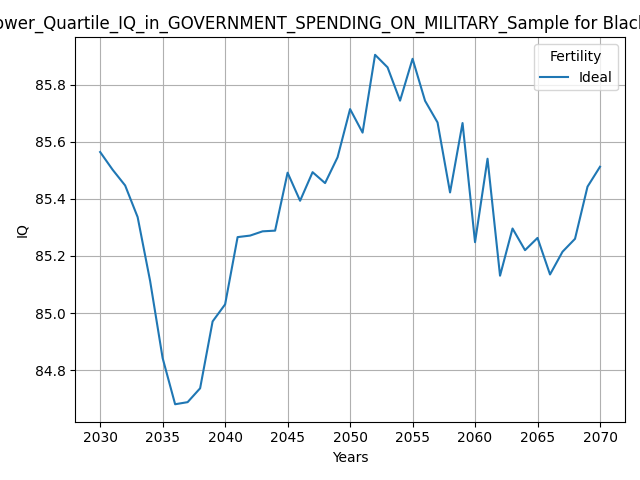 ower_Quartile_IQ_in_GOVERNMENT_SPENDING_ON_MILITARY_Sample for Black
Fertility
Ideal
85.8
85.6
85.4
85.2
85.0
84.8
IQ
2030 2035 2040 2045 2050 2055 2060 2065 2070
Years